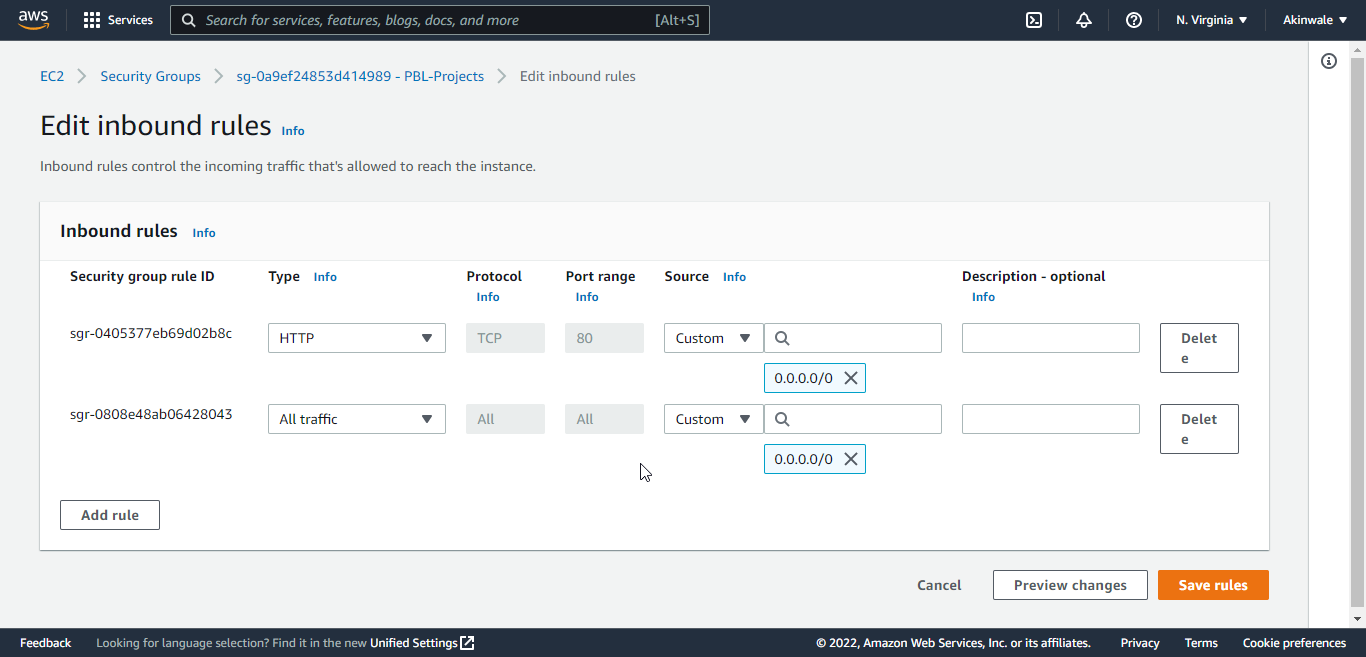 aws Services Search for services, features, blogs, docs, and more [Alt+S] N. Virginia Akinwale
EC2 Security Groups sg-0a9ef24853d414989 - PBL-Projects Edit inbound rules
Edit inbound rules Info
Inbound rules control the incoming traffic that's allowed to reach the instance.
Inbound rules Info
Security group rule ID Type Info Protocol Port range Source Info Description - optional
Info Info Info
sgr-0405377eb69d02b8c HTTP TCP 80 Custom Delet
e
0.0.0.0/0
sgr-0808e48ab06428043 All traffic All All Custom Delet
e
0.0.0.0/0
Add rule
Cancel Preview changes Save rules
Feedback Looking for language selection? Find it in the new Unified Settings © 2022, Amazon Web Services, Inc. or its affiliates. Privacy Terms Cookie preferences